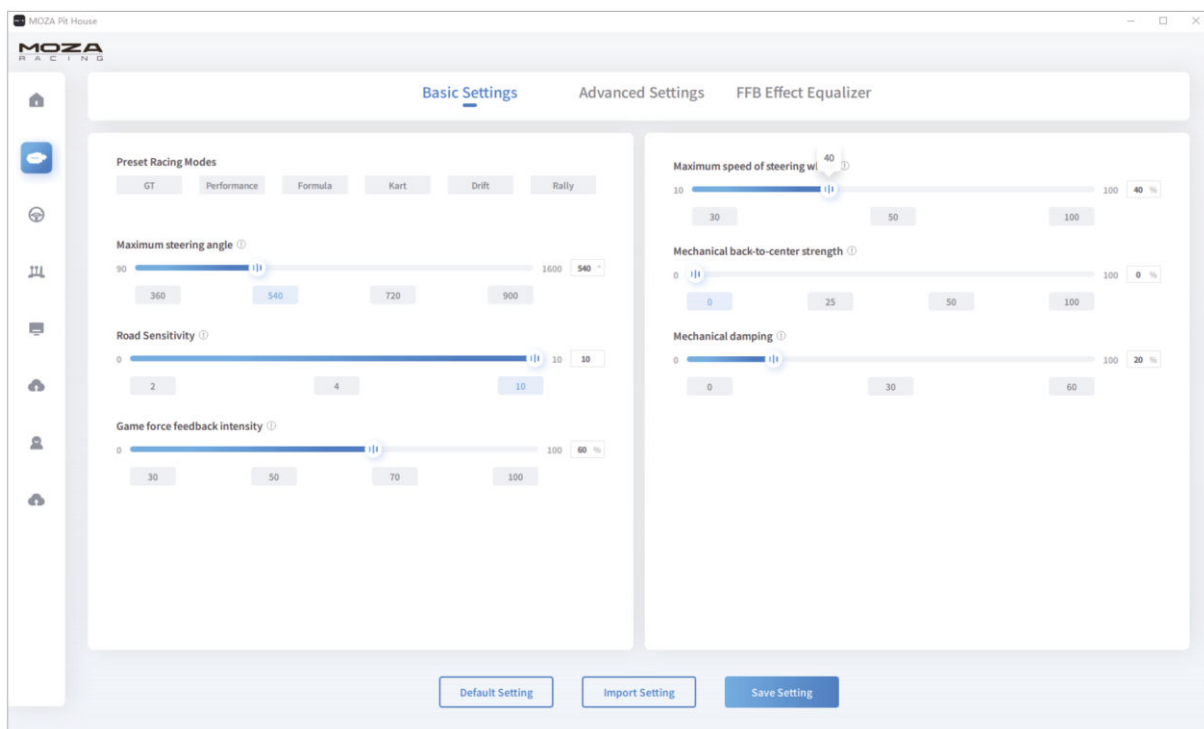 MOZA Pit House
MOZA
RACING
Basic Settings Advanced Settings FFB Effect Equalizer
Preset Racing Modes
GT Performance Formula Kart Drift Rally
Maximum steering angle
90 1600 540 °
360 540 720 900
Road Sensitivity
0 10 10
2 4 10
Game force feedback intensity
0 100 60 %
30 50 70 100
Maximum speed of steering
40
10 100 40 %
30 50 100
Mechanical back-to-center strength
0 100 0 %
0 25 50 100
Mechanical damping
0 100 20 %
0 30 60
Default Setting Import Setting Save Setting